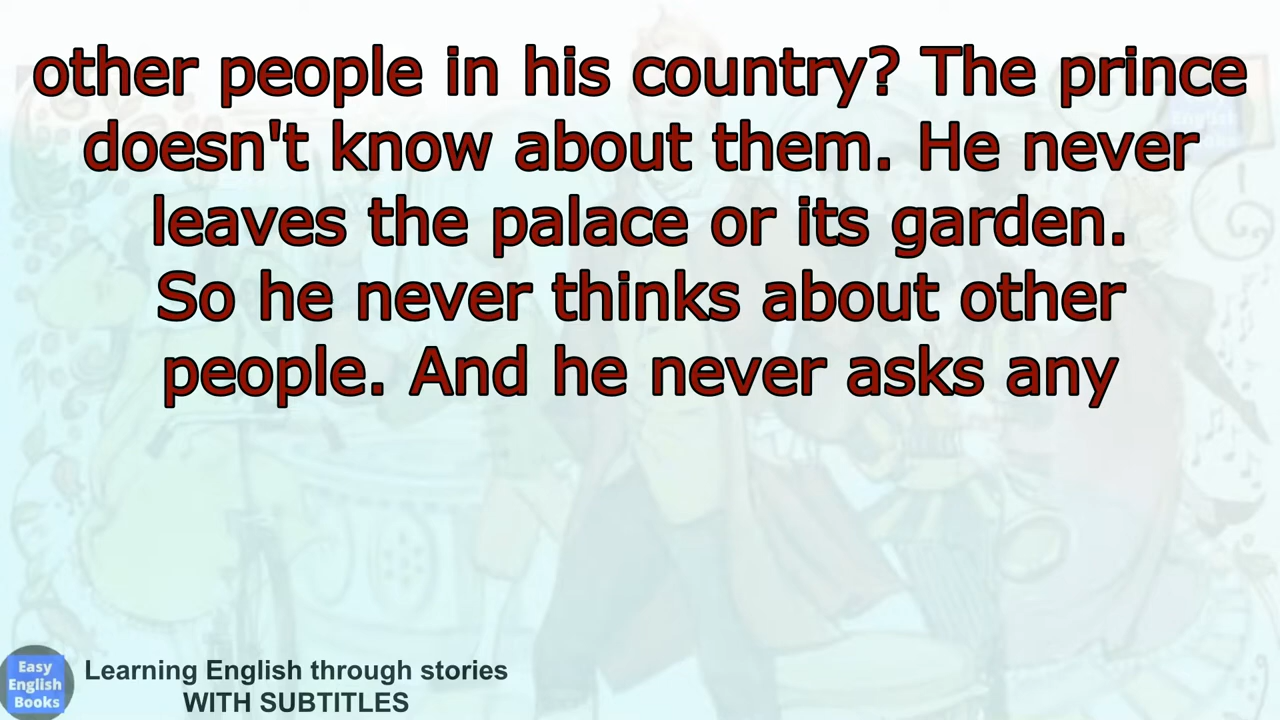 other people in his country? The prince
doesn't know about them. He never
leaves the palace or its garden.
So he never thinks about other
people. And he never asks any
Easy
English
Books
Learning English through stories
WITH SUBTITLES